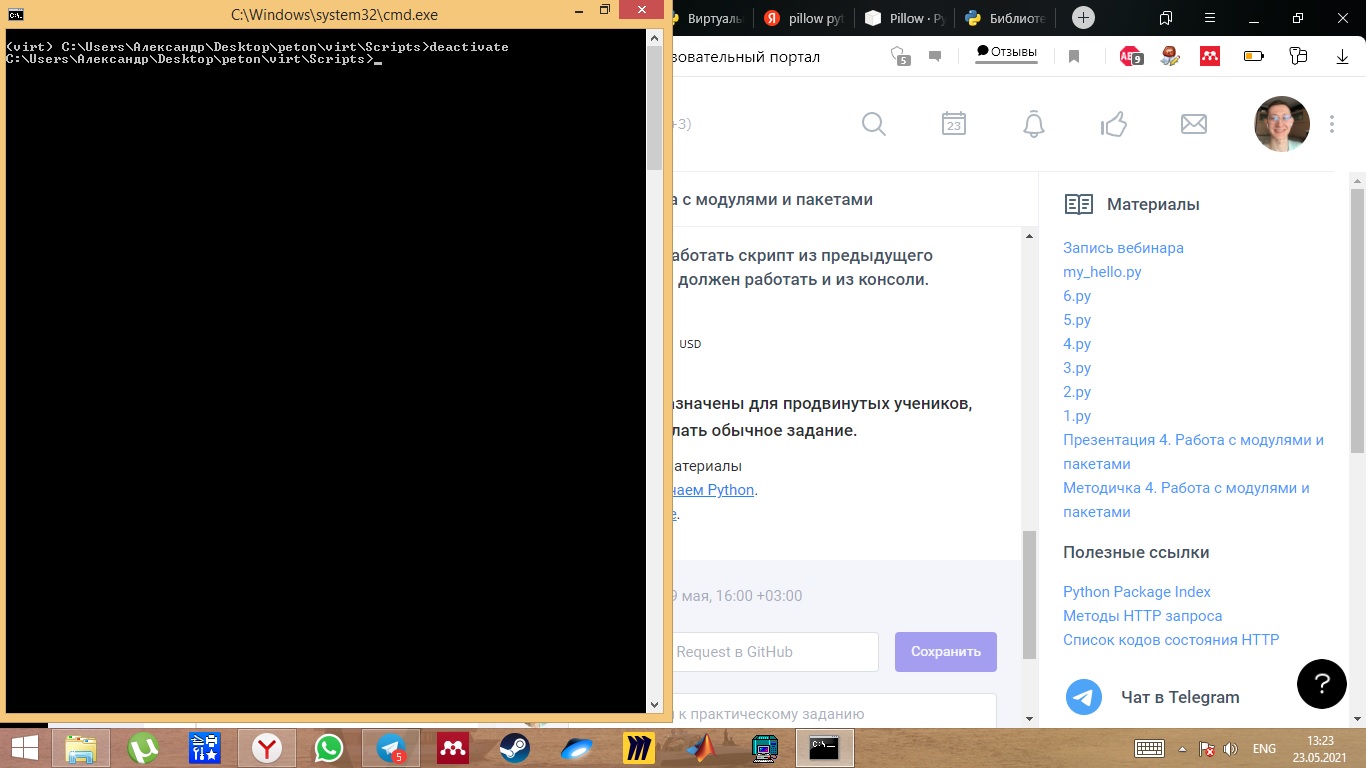 C:\Windows\system32\cmd.exe
(virt) C:\Users\Александр\Desktop\peton\virt\Scripts>deactivate
C:\Users\Александр\Desktop\peton\virt\Scripts>
Виртуаль
pillow pyt
Pillow · Py
Библиоте
зовательный портал
5
Отзывы
9
+3)
23
а с модулями и пакетами
аботать скрипт из предыдущего
должен работать и из консоли.
USD
азначены для продвинутых учеников,
лать обычное задание.
атериалы
чаем Python.
е.
9 мая, 16:00 +03:00
Request в GitHub
Сохранить
к практическому заданию
Материалы
Запись вебинара
my_hello.py
6.py
5.py
4.py
3.py
2.py
1.py
Презентация 4. Работа с модулями и
пакетами
Методичка 4. Работа с модулями и
пакетами
Полезные ссылки
Python Package Index
Методы HTTP запроса
Список кодов состояния HTTP
Чат в Telegram
?
5
ENG
13:23
23.05.2021